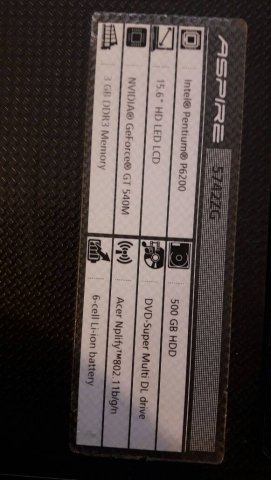 ASPIRE 5742ZG
Intel® Pentium® P6200
15.6" HD LED LCD
NVIDIA® GeForce® GT 540M
3 GB DDR3 Memory
500 GB HDD
DVD-Super Multi DL drive
Acer Nplify™802.11b/g/n
6-cell Li-ion battery